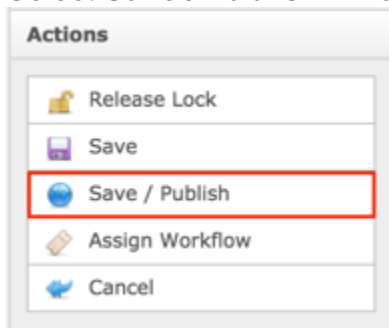 Actions
Release Lock
Save
Save / Publish
Assign Workflow
Cancel